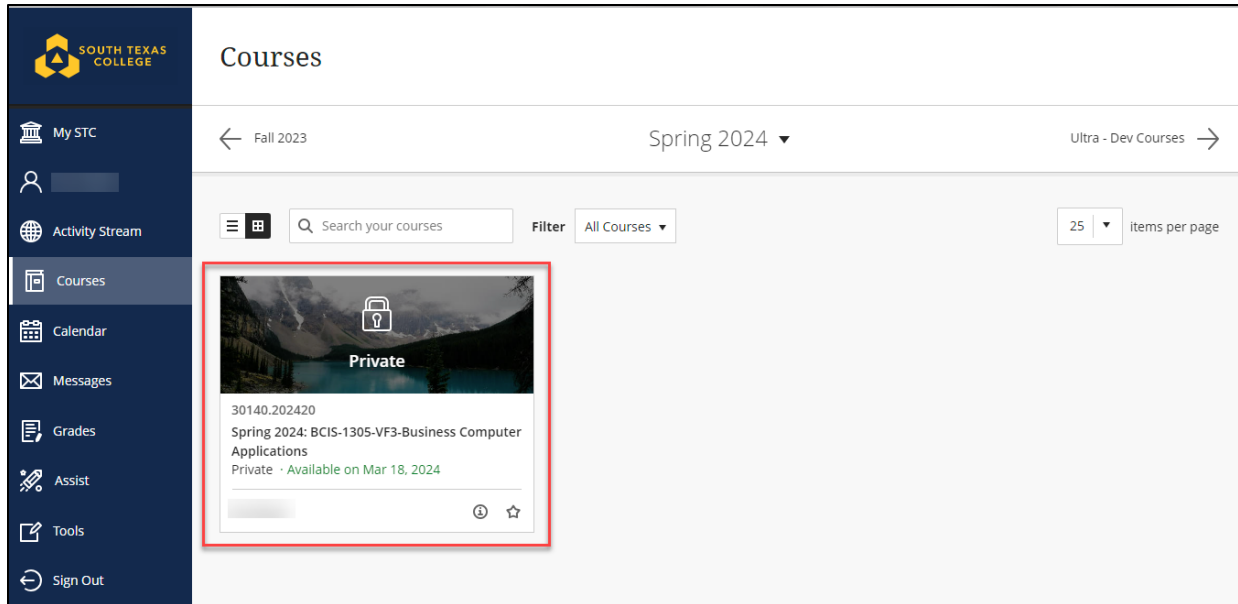 SOUTH TEXAS
COLLEGE
Courses
My STC
Fall 2023
Spring 2024
Ultra - Dev Courses
Activity Stream
Search your courses
Filter
All Courses
25
items per page
Courses
Calendar
Messages
Grades
Assist
Tools
Sign Out
Private
30140.202420
Spring 2024: BCIS-1305-VF3-Business Computer
Applications
Private · Available on Mar 18, 2024